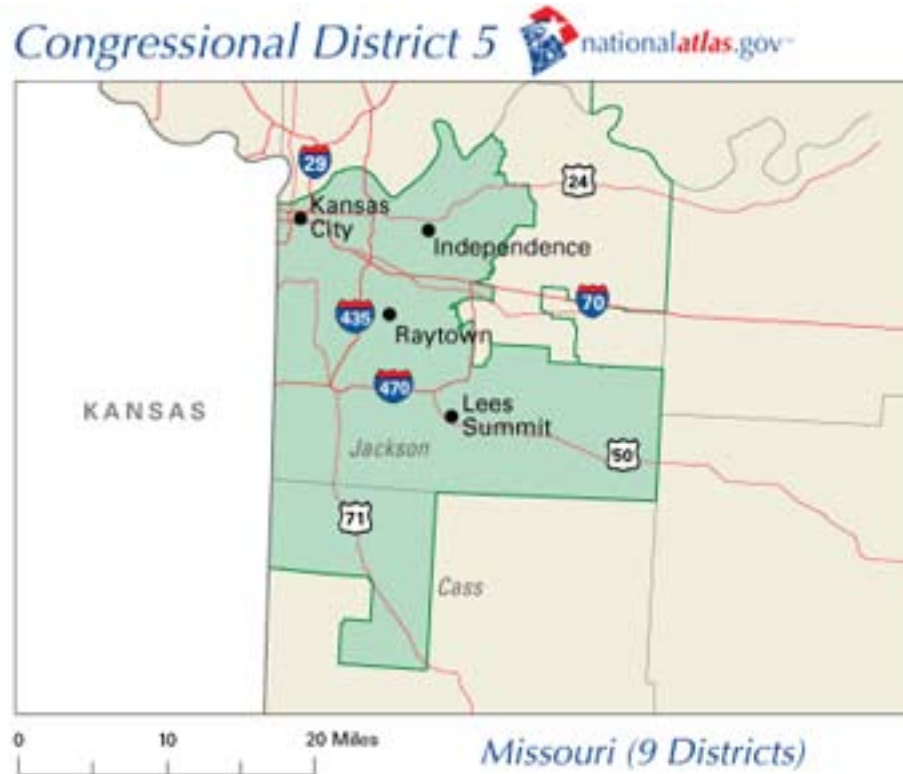 Congressional District 5
nationalatlas.gov™
29
Kansas
City
24
Independence
70
435
Raytown
470
KANSAS
Lees
Summit
Jackson
50
71
Cass
0 10 20 Miles
Missouri (9 Districts)